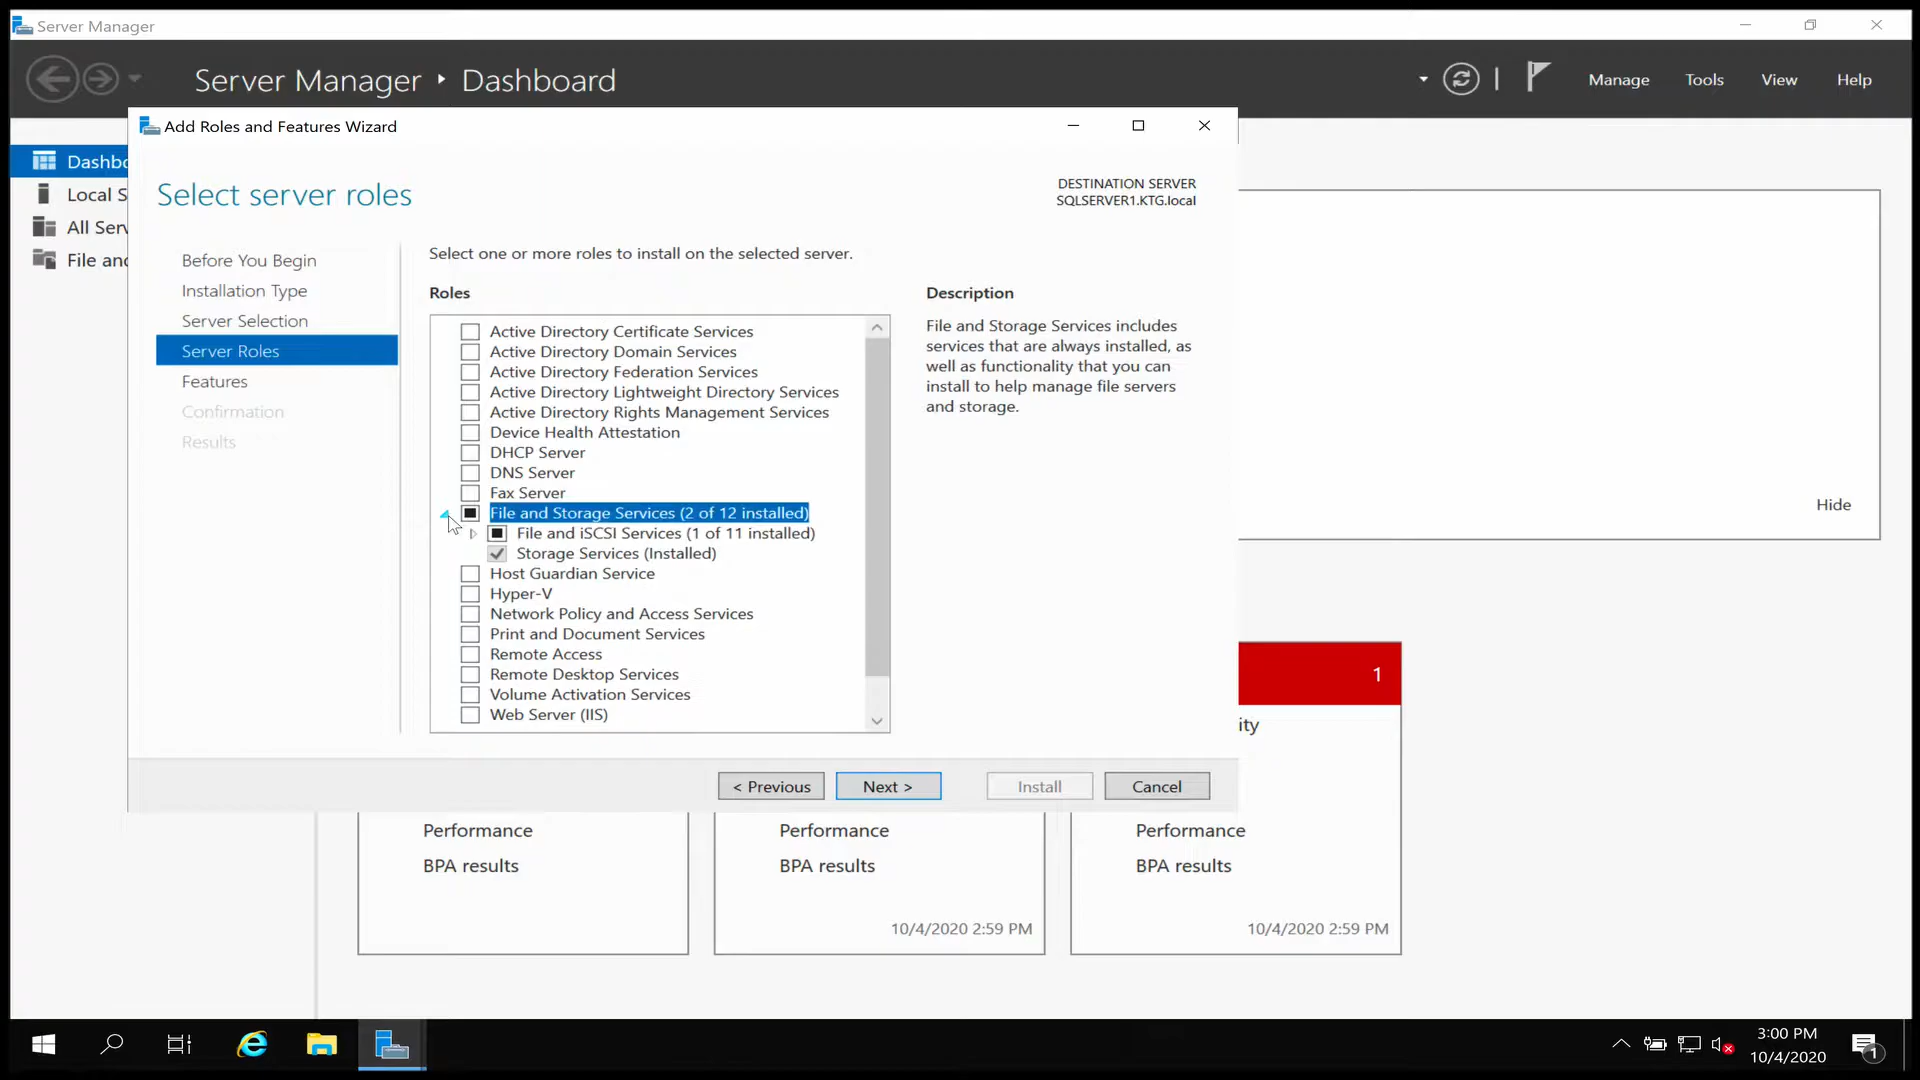 Server Manager
Server Manager ‣ Dashboard
Manage Tools View Help
Add Roles and Features Wizard
Dashbo
Local S
All Serv
File and
Select server roles
DESTINATION SERVER
SQLSERVER1.KTG.local
Before You Begin
Installation Type
Server Selection
Server Roles
Features
Confirmation
Results
Select one or more roles to install on the selected server.
Roles
Active Directory Certificate Services
Active Directory Domain Services
Active Directory Federation Services
Active Directory Lightweight Directory Services
Active Directory Rights Management Services
Device Health Attestation
DHCP Server
DNS Server
Fax Server
File and Storage Services (2 of 12 installed)
File and iSCSI Services (1 of 11 installed)
Storage Services (Installed)
Host Guardian Service
Hyper-V
Network Policy and Access Services
Print and Document Services
Remote Access
Remote Desktop Services
Volume Activation Services
Web Server (IIS)
Description
File and Storage Services includes
services that are always installed, as
well as functionality that you can
install to help manage file servers
and storage.
< Previous
Next >
Install
Cancel
Hide
1
ity
Performance
BPA results
Performance
BPA results
10/4/2020 2:59 PM
Performance
BPA results
10/4/2020 2:59 PM
3:00 PM
10/4/2020
1